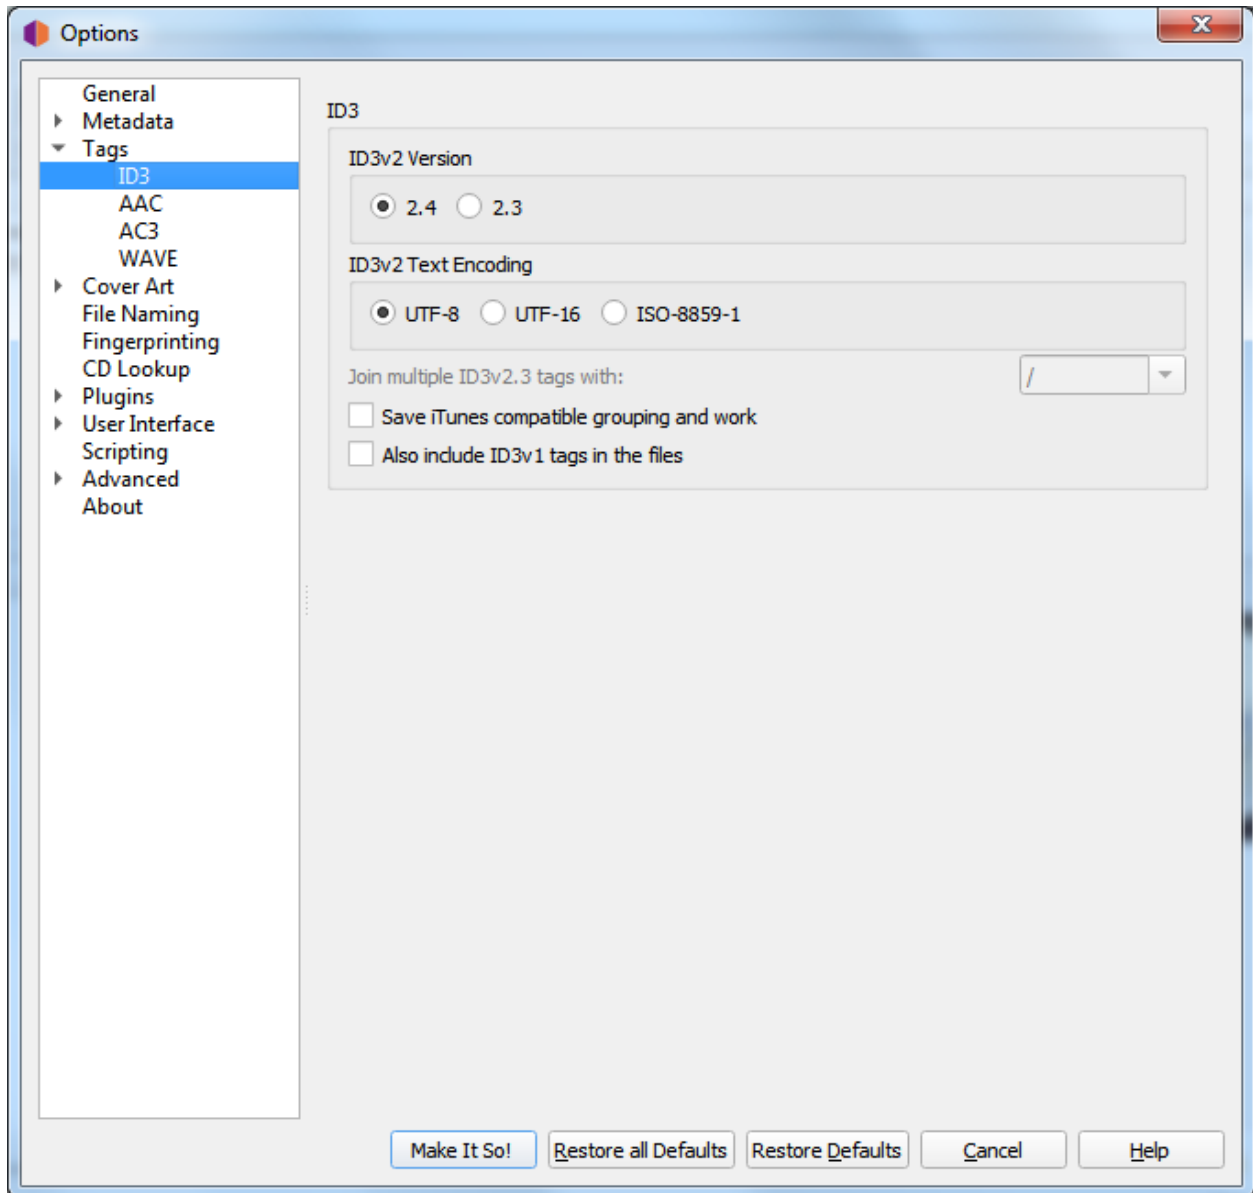 Options
General
Metadata
Tags
ID3
AAC
AC3
WAVE
Cover Art
File Naming
Fingerprinting
CD Lookup
Plugins
User Interface
Scripting
Advanced
About
ID3
ID3v2 Version
2.4 2.3
ID3v2 Text Encoding
UTF-8 UTF-16 ISO-8859-1
Join multiple ID3v2.3 tags with: /
Save iTunes compatible grouping and work
Also include ID3v1 tags in the files
Make It So! Restore all Defaults Restore Defaults Cancel Help